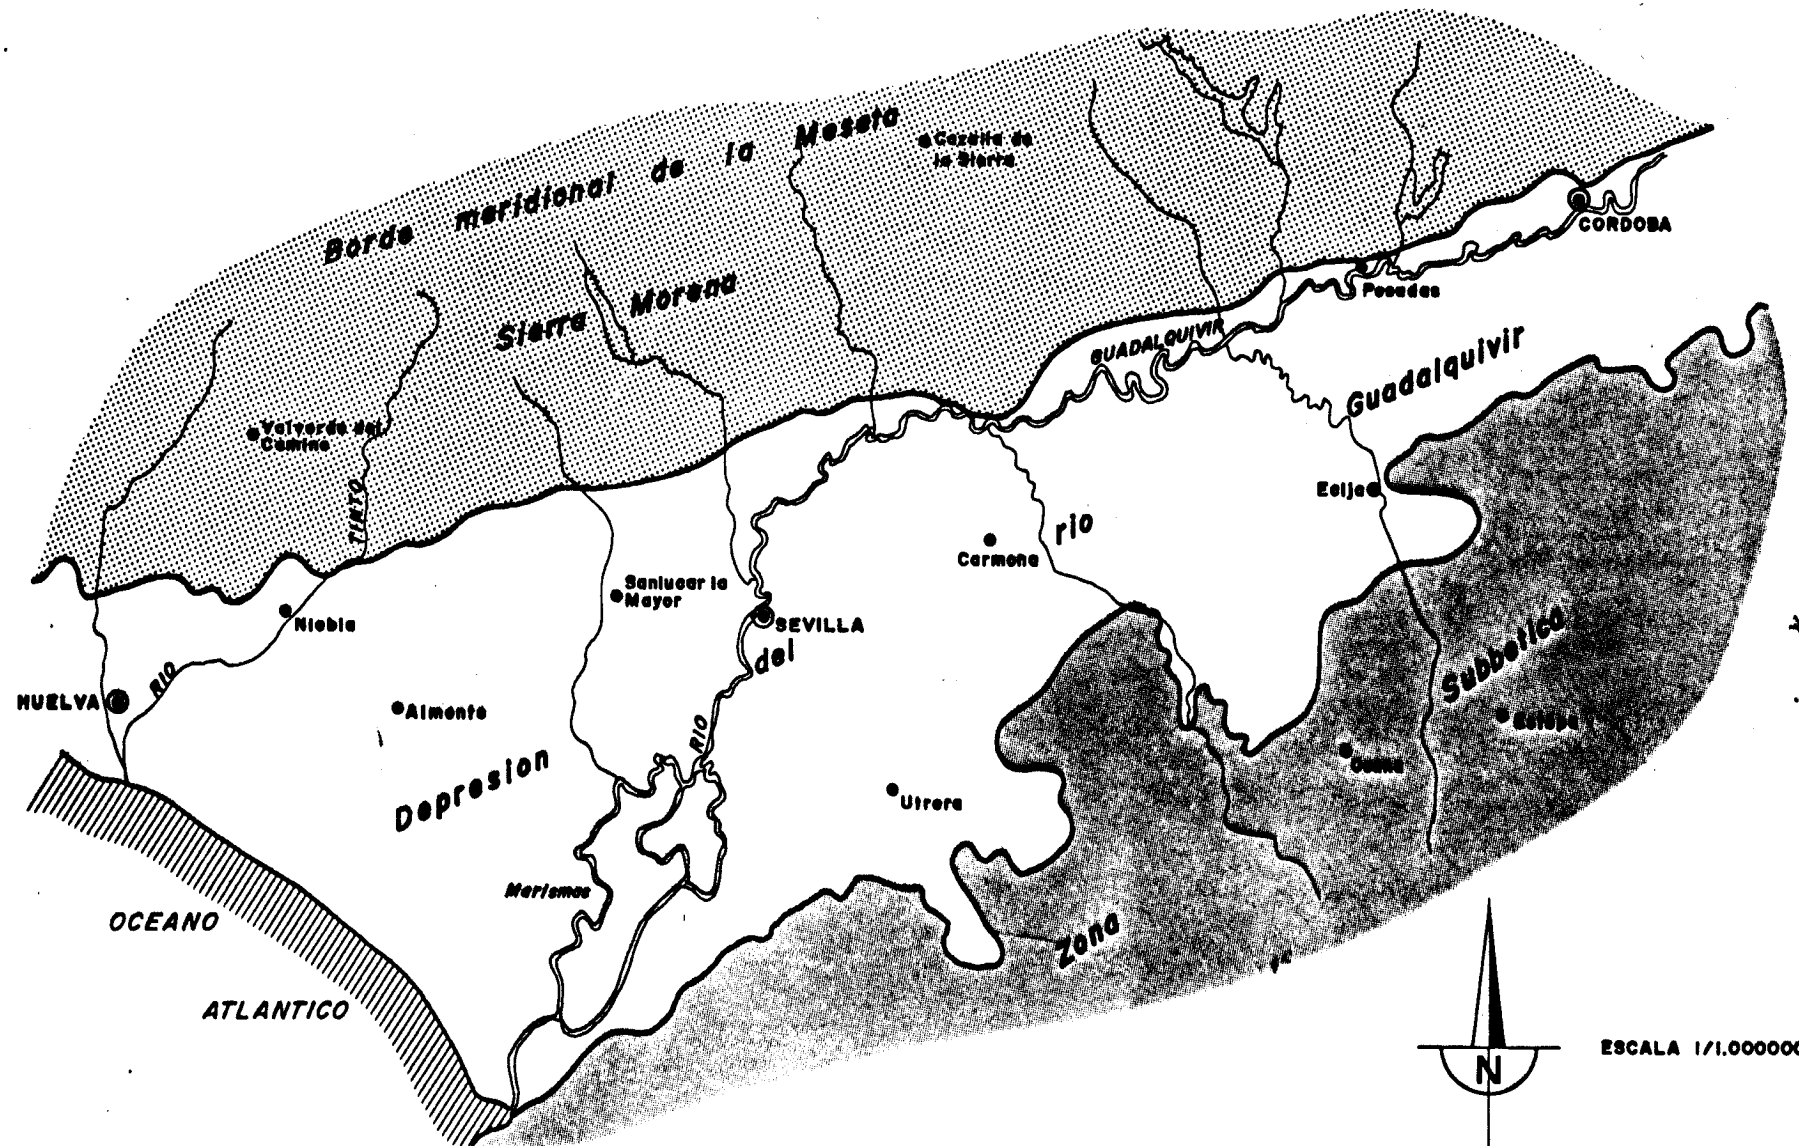 Borde meridional de la Meseta
Cazalla de
la Sierra
Sierra Morena
CORDOBA
Posadas
GUADALQUIVIR
Guadalquivir
Valverde del
Camino
TINTO
Ecija
rio
Carmona
Sanlucar la
Mayor
Niebla
SEVILLA
del
Subbetica
RIO
HUELVA
Almonte
Estepa
RIO
Osuna
Depresion
Utrera
Marismas
OCEANO
Zona
ATLANTICO
ESCALA 1/1.000000
N